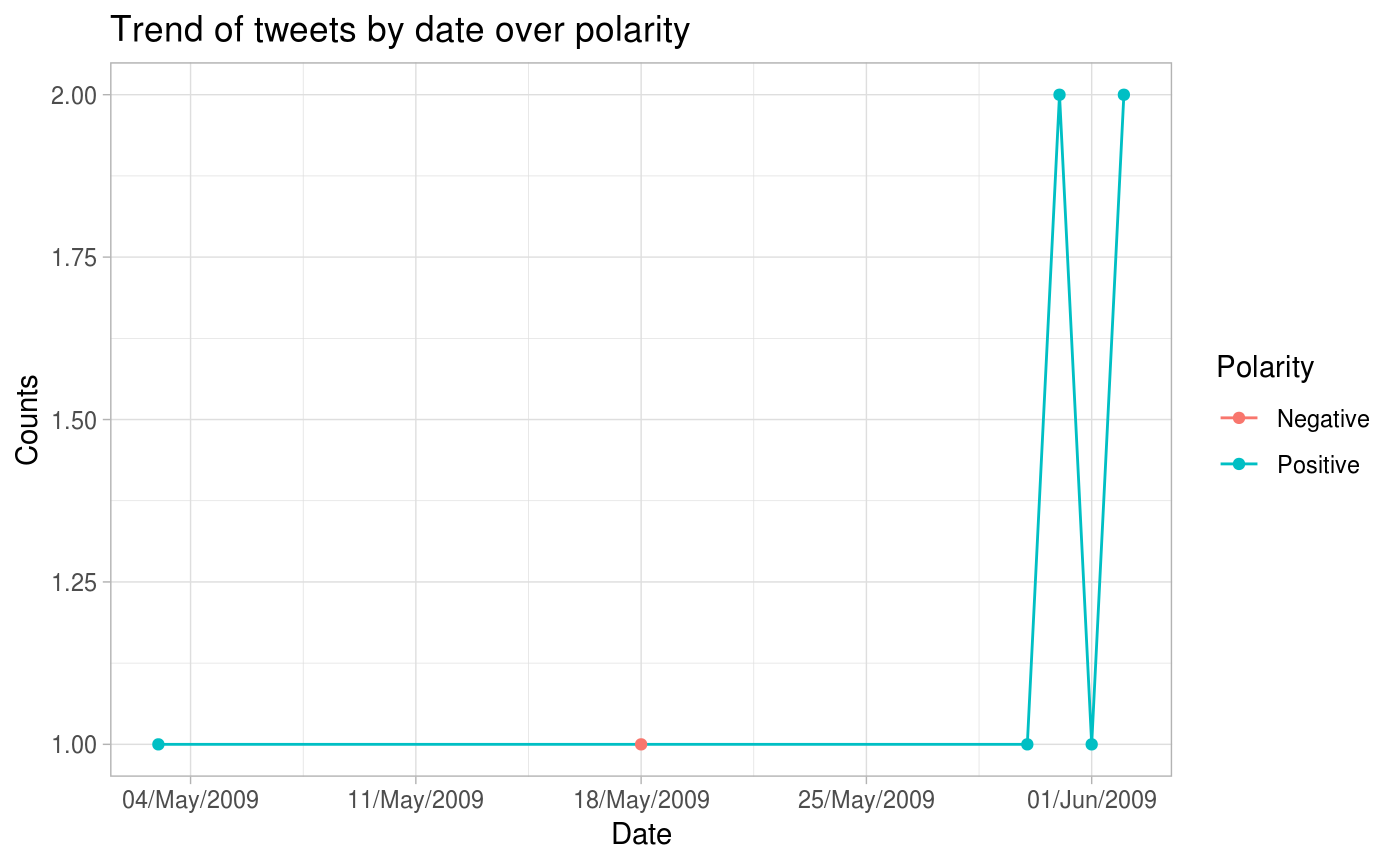 Trend of tweets by date over polarity
2.00
1.75
1.50
1.25
1.00
Counts
04/May/2009 11/May/2009 18/May/2009 25/May/2009 01/Jun/2009
Date
Polarity
Negative
Positive